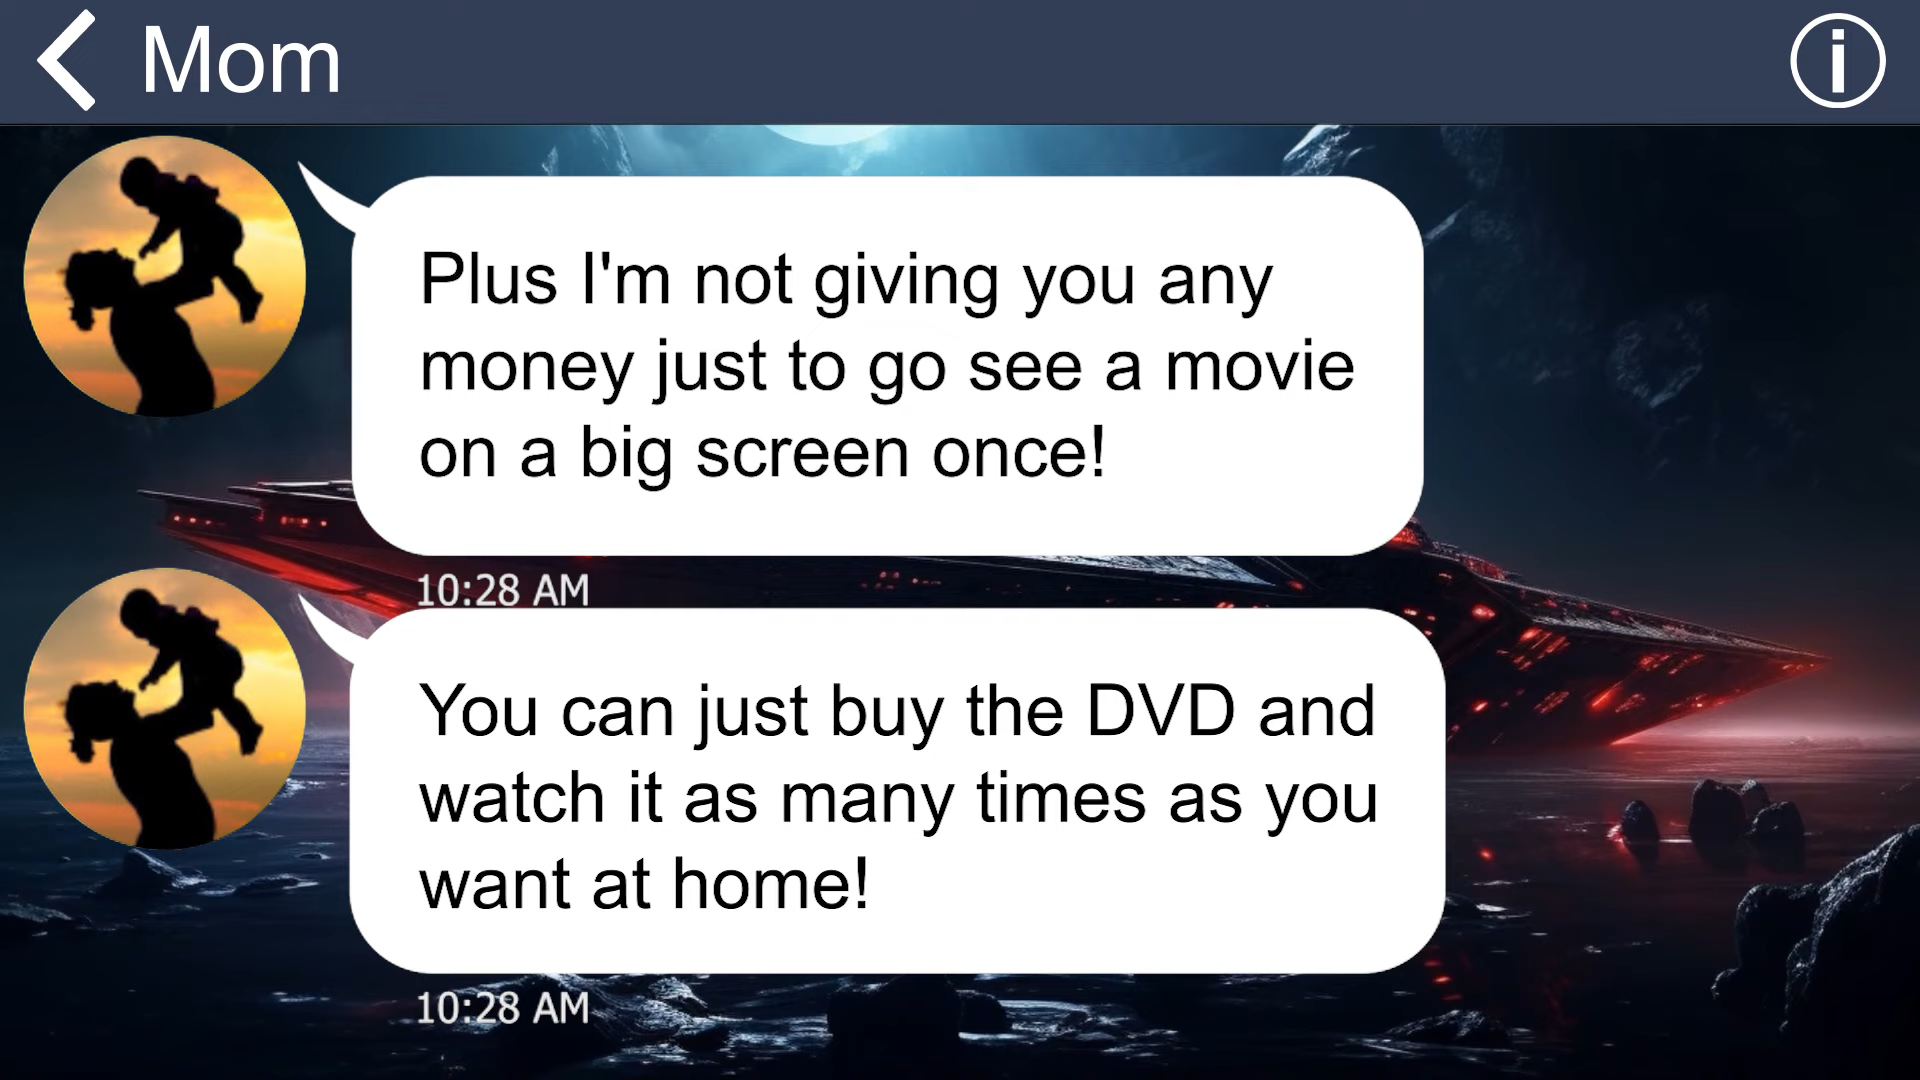 Mom
Plus I'm not giving you any
money just to go see a movie
on a big screen once!
10:28 AM
You can just buy the DVD and
watch it as many times as you
want at home!
10:28 AM